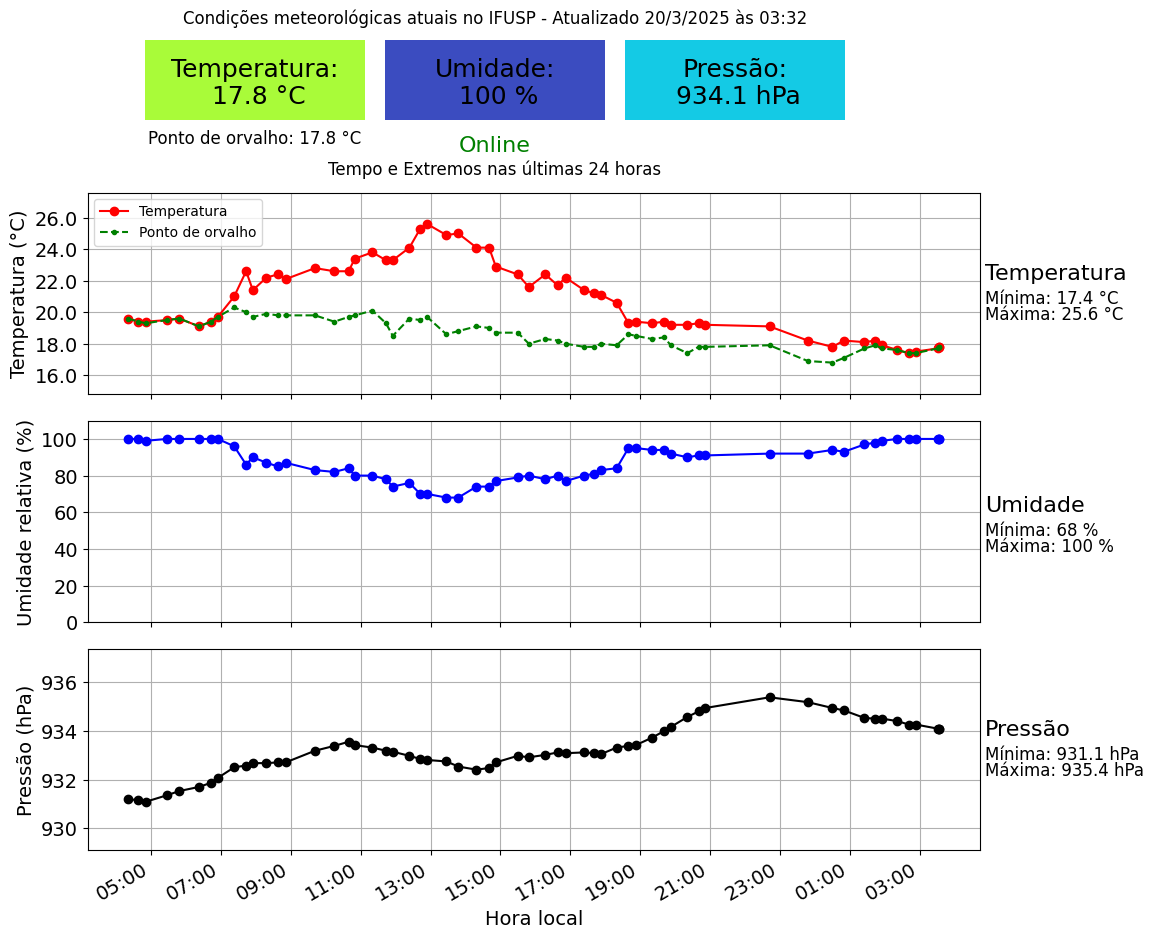 Condições meteorológicas atuais no IFUSP - Atualizado 20/3/2025 às 03:32
Temperatura:
17.8 °C
Umidade:
100 %
Pressão:
934.1 hPa
Ponto de orvalho: 17.8 °C
Online
Tempo e Extremos nas últimas 24 horas
Temperatura (°C)
26.0
24.0
22.0
20.0
18.0
16.0
Temperatura
Ponto de orvalho
Temperatura
Mínima: 17.4 °C
Máxima: 25.6 °C
Umidade relativa (%)
100
80
60
40
20
0
Umidade
Mínima: 68 %
Máxima: 100 %
Pressão (hPa)
936
934
932
930
Pressão
Mínima: 931.1 hPa
Máxima: 935.4 hPa
05:00 07:00 09:00 11:00 13:00 15:00 17:00 19:00 21:00 23:00 01:00 03:00
Hora local